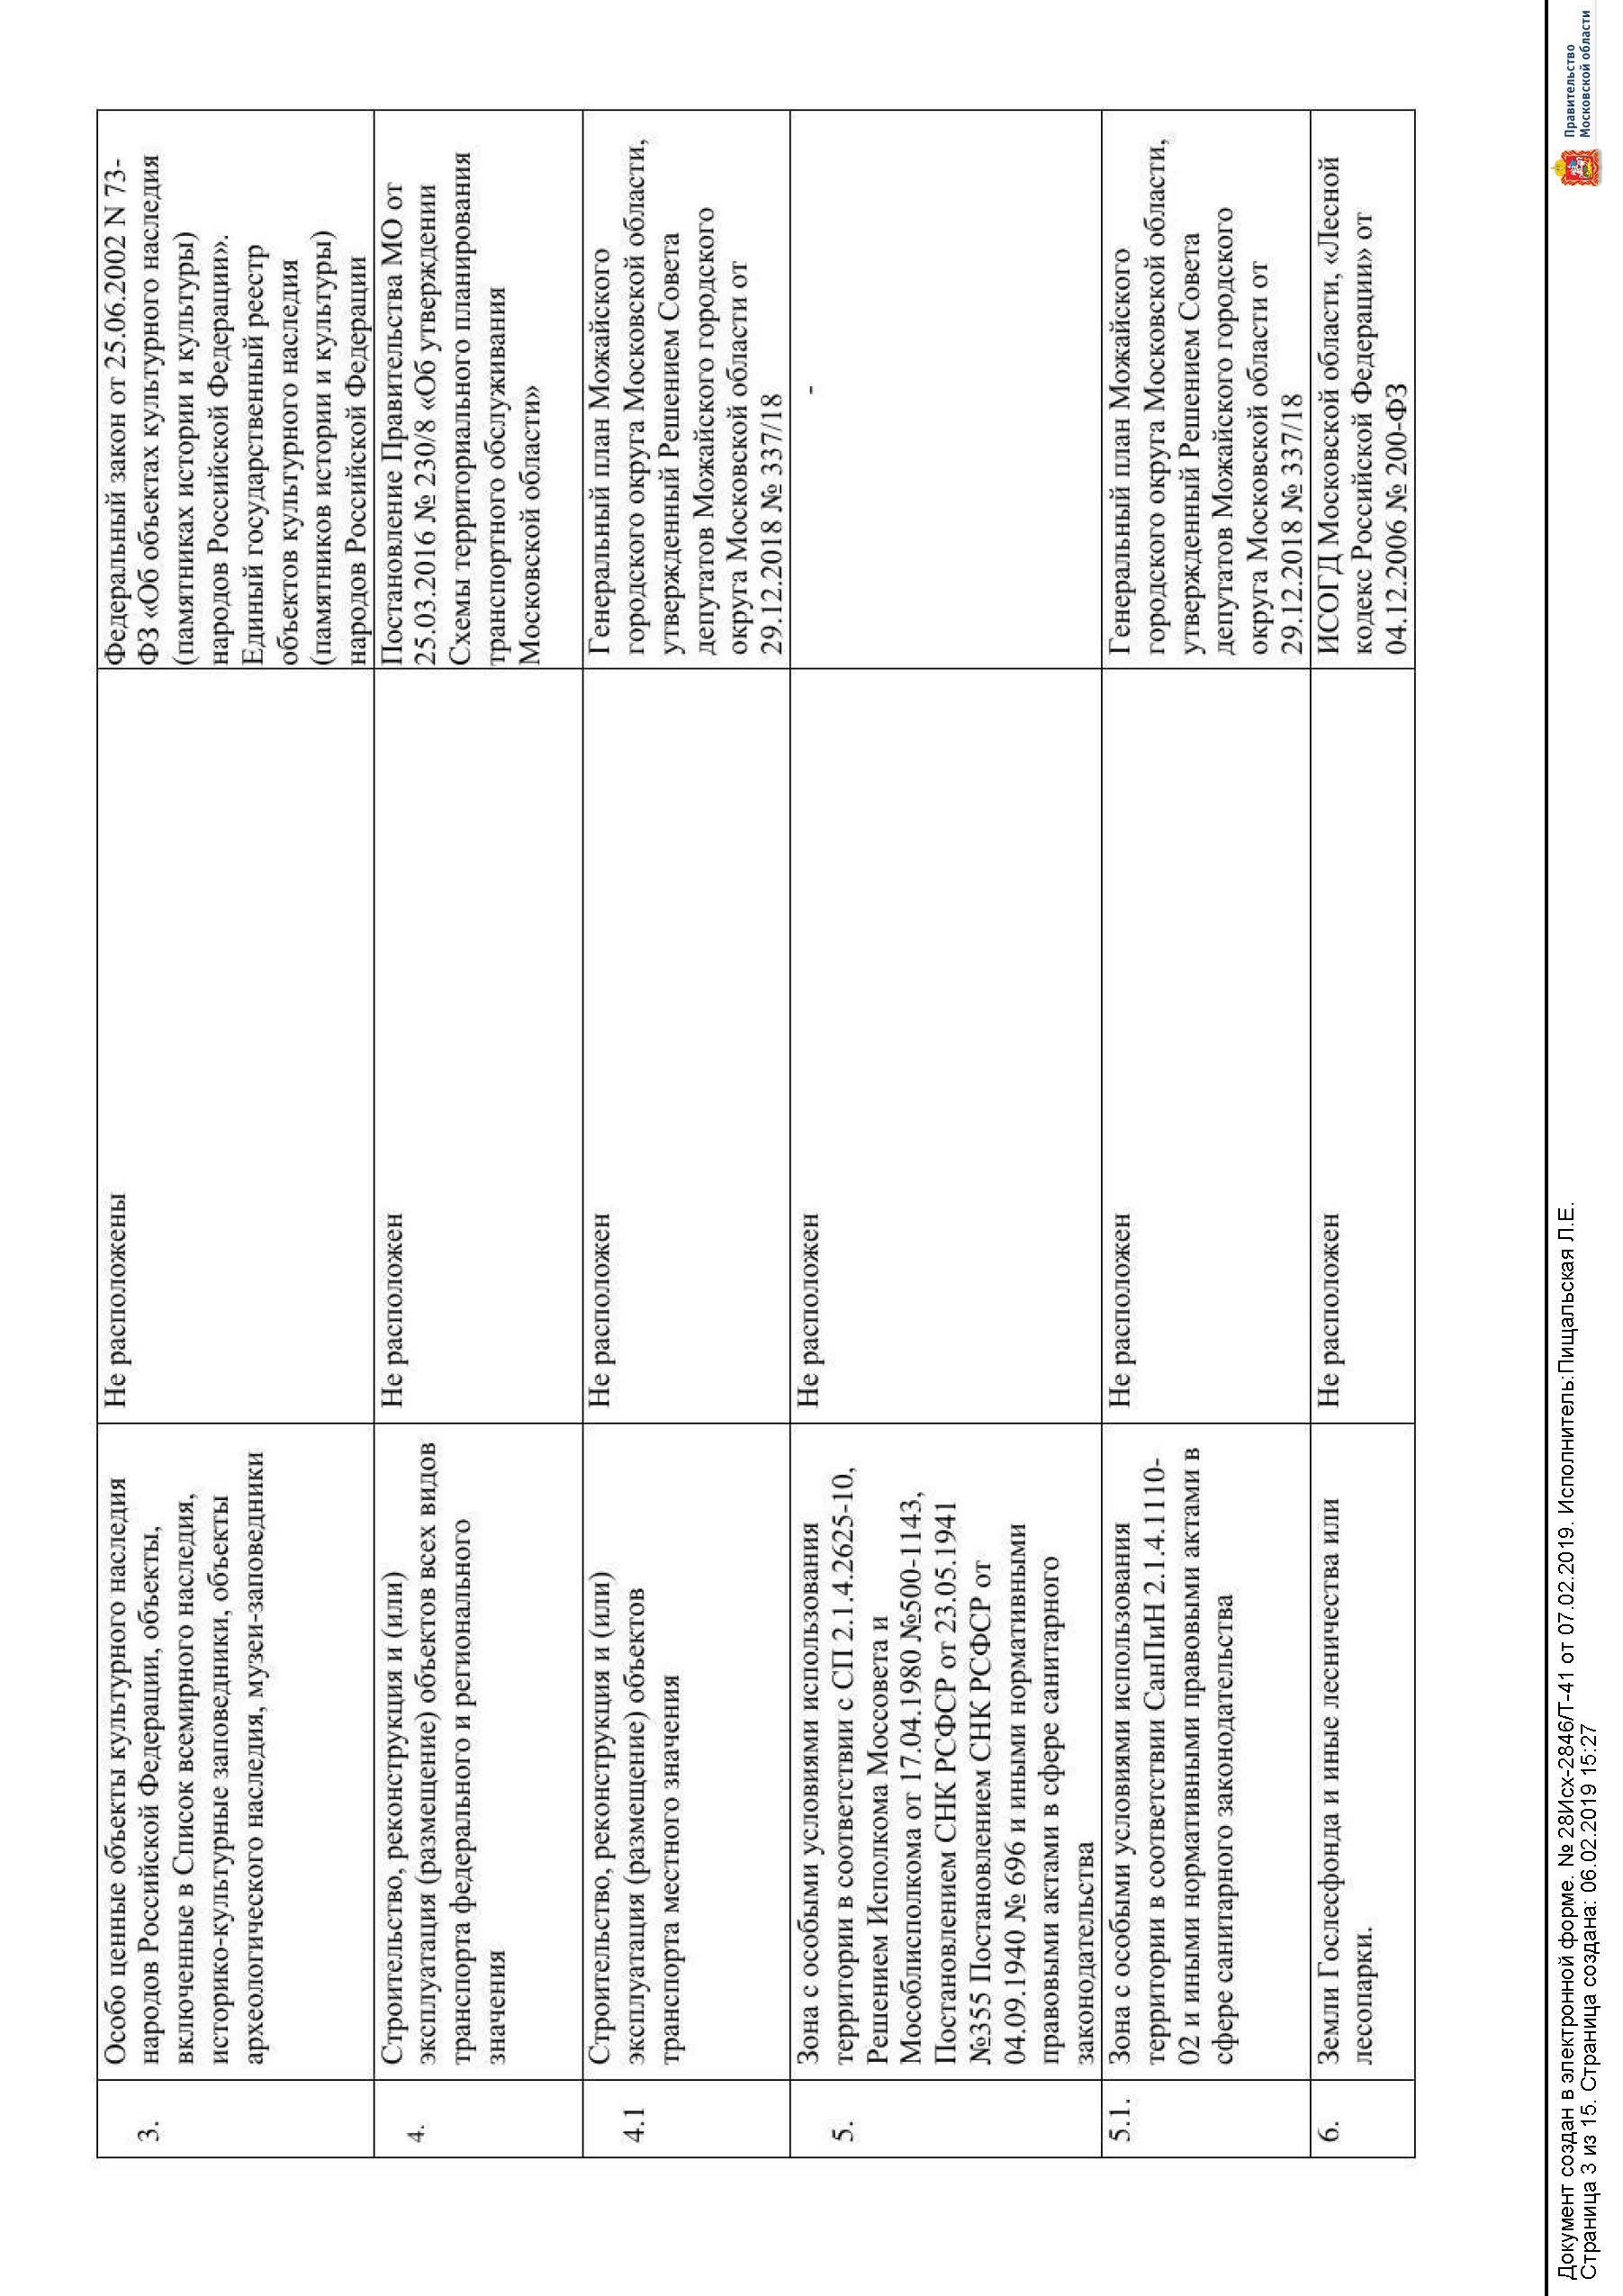 3.
Особо ценные объекты культурного наследия
народов Российской Федерации, объекты,
включенные в Список всемирного наследия,
историко-культурные заповедники, объекты
археологического наследия, музеи-заповедники
Не расположены
Федеральный закон от 25.06.2002 N 73-
ФЗ «Об объектах культурного наследия
(памятниках истории и культуры)
народов Российской Федерации».
Единый государственный реестр
объектов культурного наследия
(памятников истории и культуры)
народов Российской Федерации
4.
Строительство, реконструкция и (или)
эксплуатация (размещение) объектов всех видов
транспорта федерального и регионального
значения
Не расположен
Постановление Правительства МО от
25.03.2016 № 230/8 «Об утверждении
Схемы территориального планирования
транспортного обслуживания
Московской области»
4.1
Строительство, реконструкция и (или)
эксплуатация (размещение) объектов
транспорта местного значения
Не расположен
Генеральный план Можайского
городского округа Московской области,
утвержденный Решением Совета
депутатов Можайского городского
округа Московской области от
29.12.2018 № 337/18
5.
Зона с особыми условиями использования
территории в соответствии с СП 2.1.4.2625-10,
Решением Исполкома Моссовета и
Мособлисполкома от 17.04.1980 №500-1143,
Постановлением СНК РСФСР от 23.05.1941
№355 Постановлением СНК РСФСР от
04.09.1940 № 696 и иными нормативными
правовыми актами в сфере санитарного
законодательства
Не расположен
-
5.1.
Зона с особыми условиями использования
территории в соответствии СанПиН 2.1.4.1110-
02 и иными нормативными правовыми актами в
сфере санитарного законодательства
Не расположен
Генеральный план Можайского
городского округа Московской области,
утвержденный Решением Совета
депутатов Можайского городского
округа Московской области от
29.12.2018 № 337/18
6.
Земли Гослесфонда и иные лесничества или
лесопарки.
Не расположен
ИСОГД Московской области, «Лесной
кодекс Российской Федерации» от
04.12.2006 № 200-ФЗ
Документ создан в электронной форме. № 28Исх-2846/Т-41 от 07.02.2019. Исполнитель:Пищальская Л.Е.
Страница 3 из 15. Страница создана: 06.02.2019 15:27
Правительство
Московской области